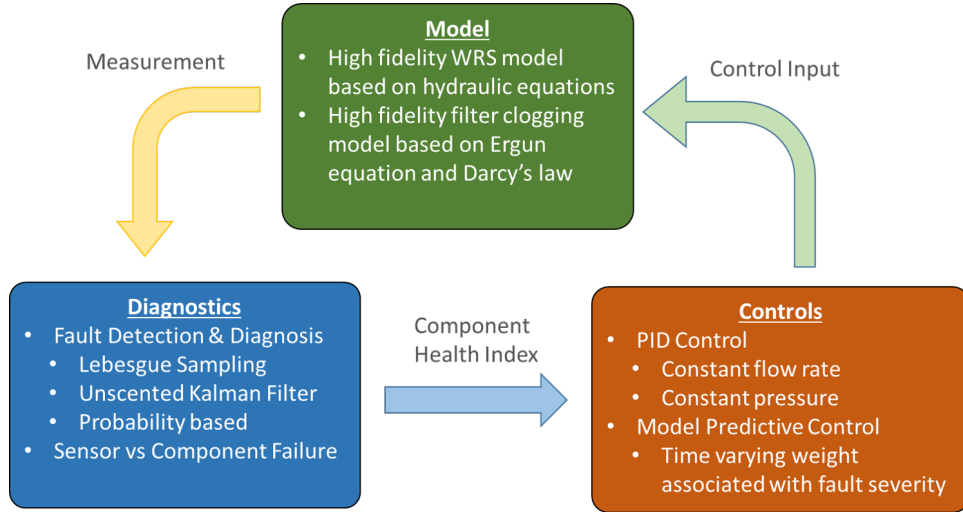 Model
• High fidelity WRS model
based on hydraulic equations
• High fidelity filter clogging
model based on Ergun
equation and Darcy’s law
Measurement
Control Input
Diagnostics
• Fault Detection & Diagnosis
• Lebesgue Sampling
• Unscented Kalman Filter
• Probability based
• Sensor vs Component Failure
Component
Health Index
Controls
• PID Control
• Constant flow rate
• Constant pressure
• Model Predictive Control
• Time varying weight
associated with fault severity